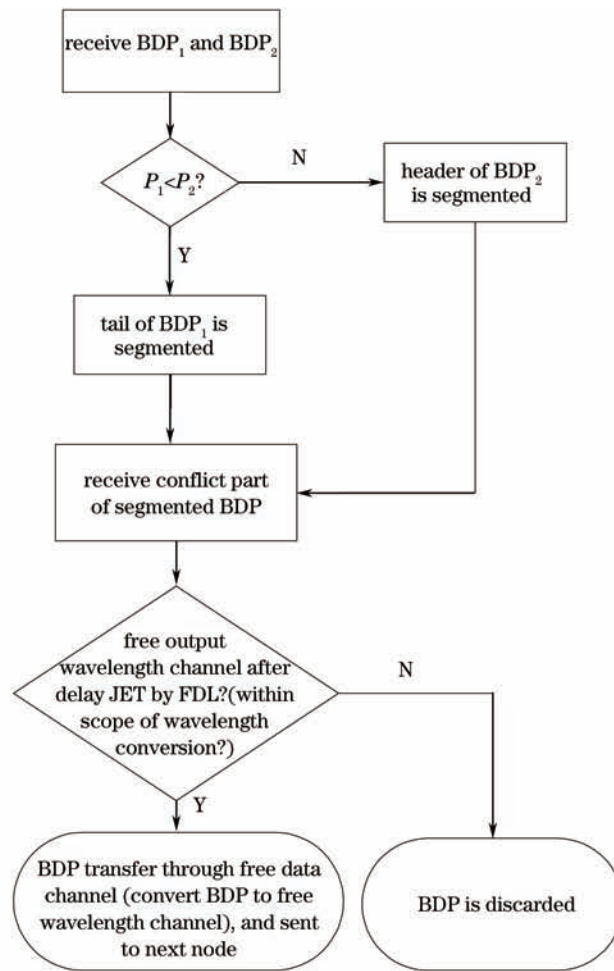 receive BDP₁ and BDP₂
P₁<P₂?
N
header of BDP₂
is segmented
Y
tail of BDP₁ is
segmented
receive conflict part
of segmented BDP
free output
wavelength channel after
delay JET by FDL?(within
scope of wavelength
conversion?)
N
Y
BDP transfer through free data
channel (convert BDP to free
wavelength channel), and sent
to next node
BDP is discarded